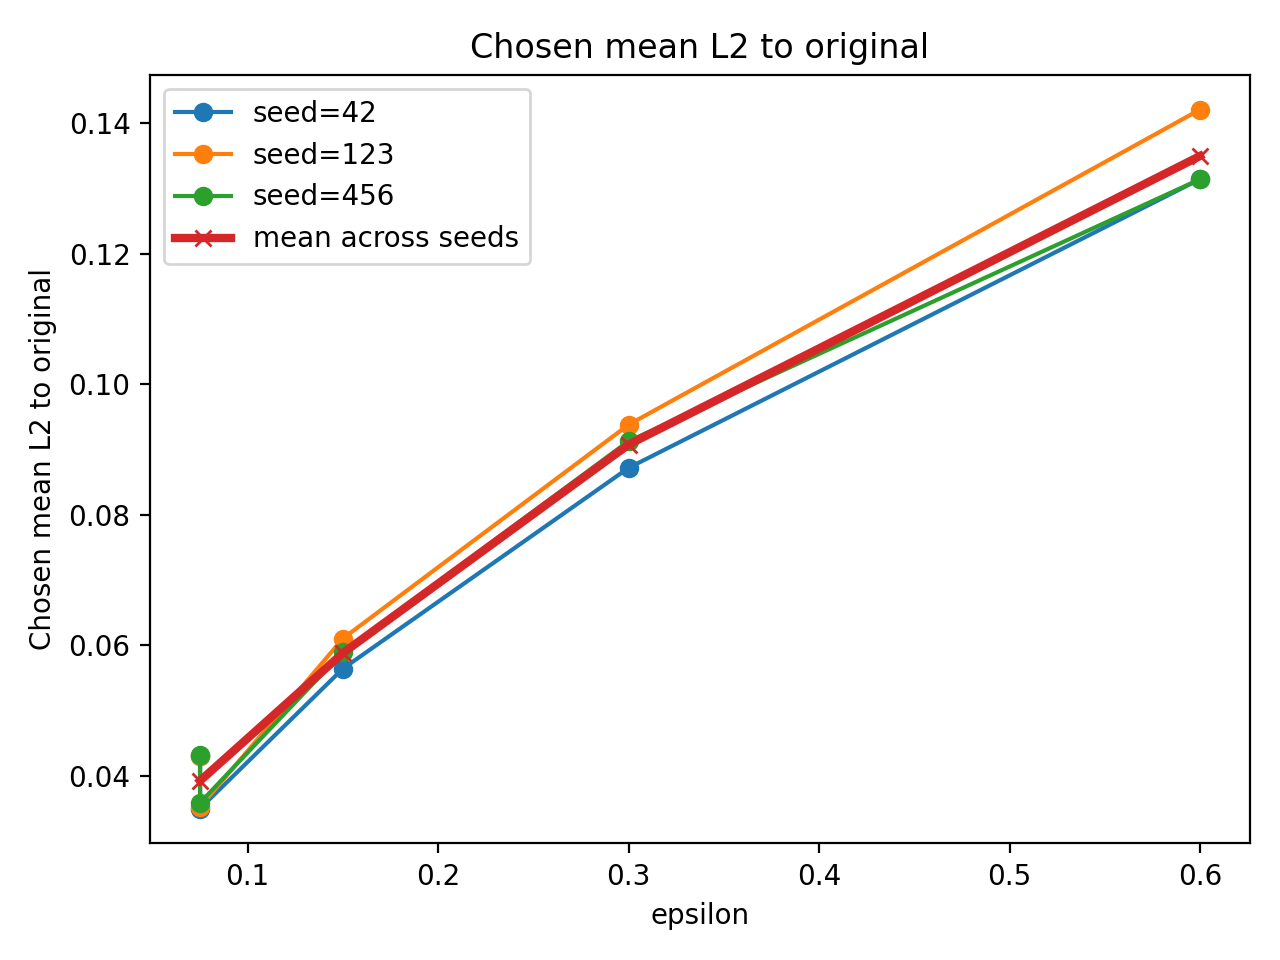 Chosen mean L2 to original
seed=42
seed=123
seed=456
mean across seeds
Chosen mean L2 to original
0.14
0.12
0.10
0.08
0.06
0.04
0.1 0.2 0.3 0.4 0.5 0.6
epsilon